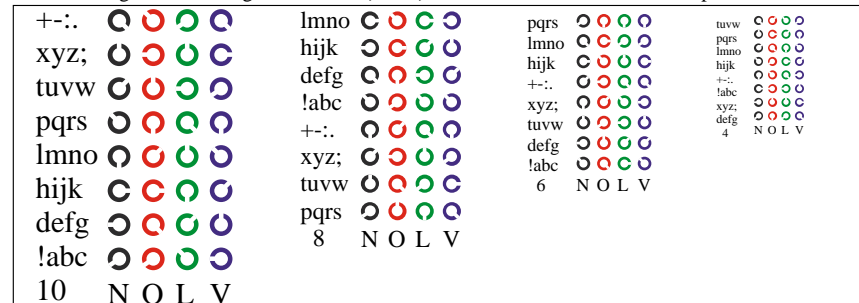 +-:.
xyz;
tuvw
pqrs
lmno
hijk
defg
!abc
10 N O L V
lmno
hijk
defg
!abc
+-:.
xyz;
tuvw
pqrs
8 N O L V
pqrs
lmno
hijk
+-:.
xyz;
tuvw
defg
!abc
6 N O L V
tuvw
pqrs
lmno
hijk
+-:.
!abc
xyz;
defg
4 N O L V